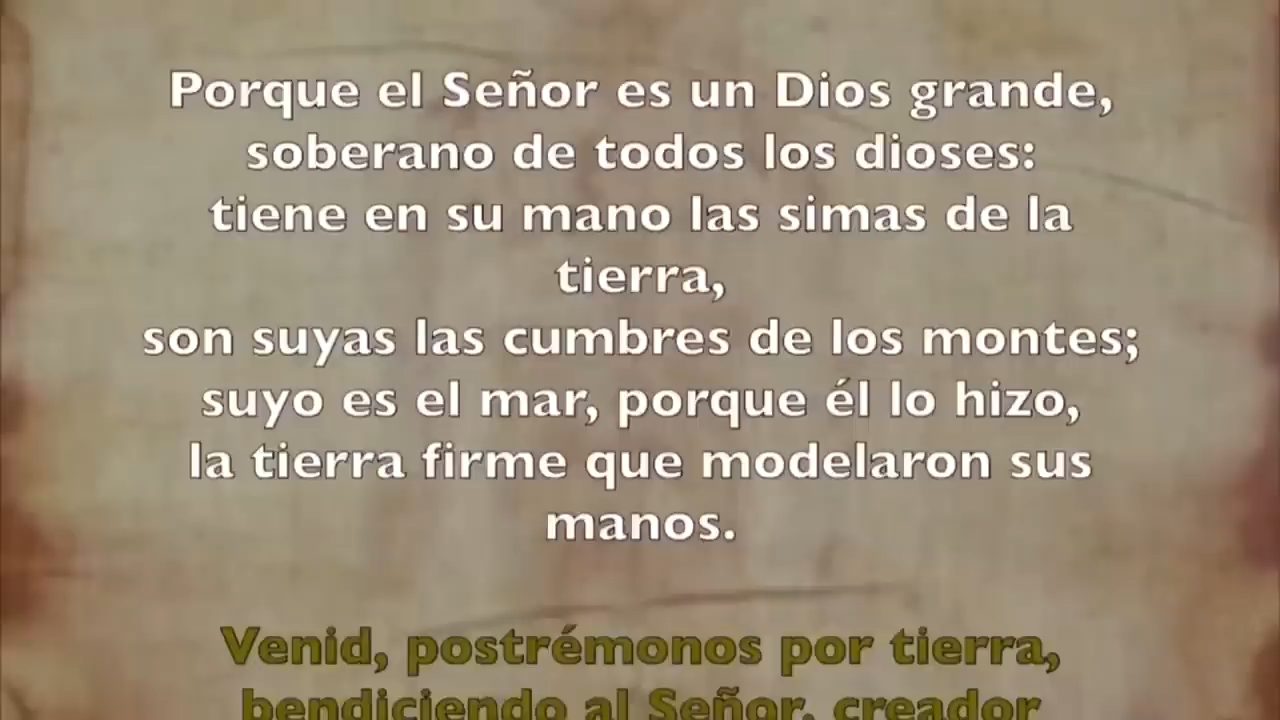 Porque el Señor es un Dios grande,
soberano de todos los dioses:
tiene en su mano las simas de la
tierra,
son suyas las cumbres de los montes;
suyo es el mar, porque él lo hizo,
la tierra firme que modelaron sus
manos.
Venid, postrémonos por tierra,
bendiciendo al Señor, creador